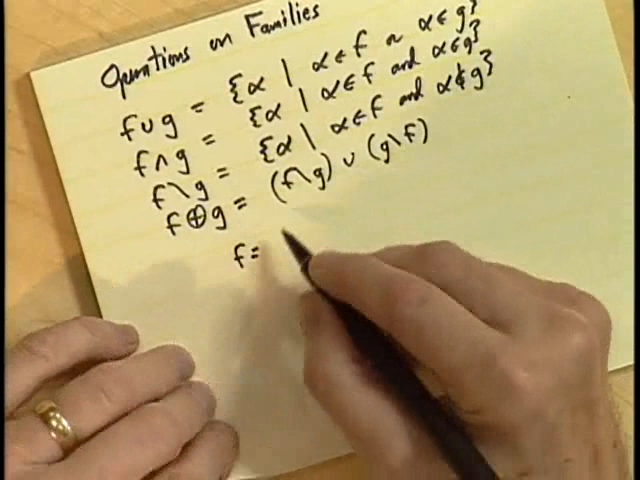 Operations on Families
f ∪ g = {α | α ∈ f or α ∈ g}
f ∩ g = {α | α ∈ f and α ∈ g}
f \ g = {α | α ∈ f and α ∉ g}
f ⊕ g = (f \ g) ∪ (g \ f)
f =